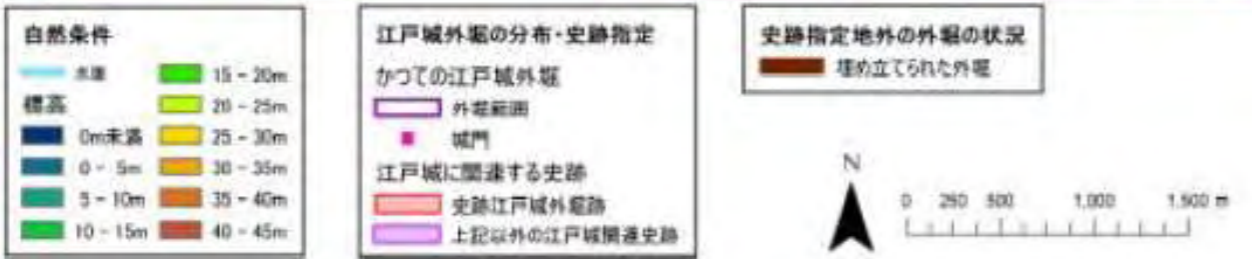 自然条件
水涯
15 - 20m
標高
20 - 25m
0m未満
25 - 30m
0 - 5m
30 - 35m
5 - 10m
35 - 40m
10 - 15m
40 - 45m
江戸城外堀の分布・史跡指定
かつての江戸城外堀
外堀範囲
城門
江戸城に関連する史跡
史跡江戸城外堀跡
上記以外の江戸城関連史跡
史跡指定地外の外堀の状況
埋め立てられた外堀
N
0 250 500 1,000 1,500 m